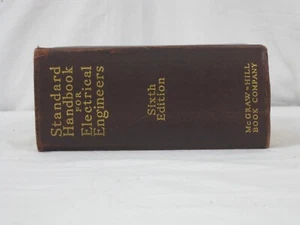 Standard
Handbook
FOR
Electrical
Engineers
Sixth
Edition
McGRAW-HILL
BOOK COMPANY